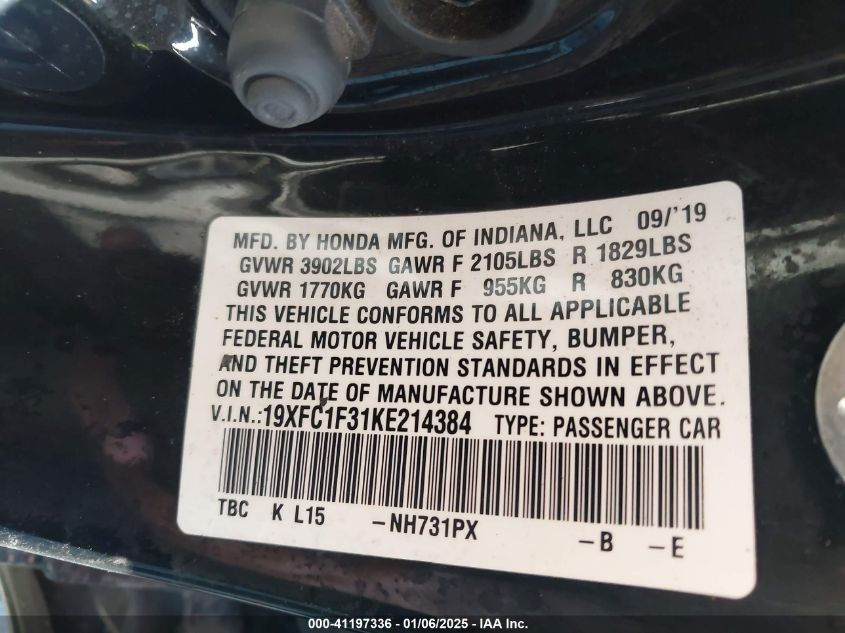 MFD. BY HONDA MFG. OF INDIANA, LLC 09/'19
GVWR 3902LBS GAWR F 2105LBS R 1829LBS
GVWR 1770KG GAWR F 955KG R 830KG
THIS VEHICLE CONFORMS TO ALL APPLICABLE
FEDERAL MOTOR VEHICLE SAFETY, BUMPER,
AND THEFT PREVENTION STANDARDS IN EFFECT
ON THE DATE OF MANUFACTURE SHOWN ABOVE.
V.I.N.:19XFC1F31KE214384 TYPE: PASSENGER CAR
TBC K L15 -NH731PX -B -E
000-41197336 - 01/06/2025 - IAA Inc.